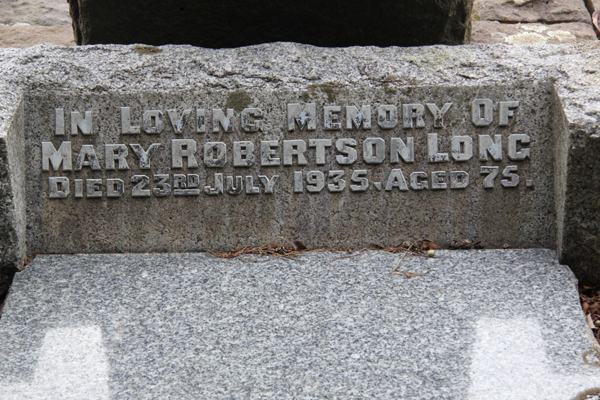 In Loving Memory Of
Mary Robertson Long
Died 23rd July 1935. Aged 75.